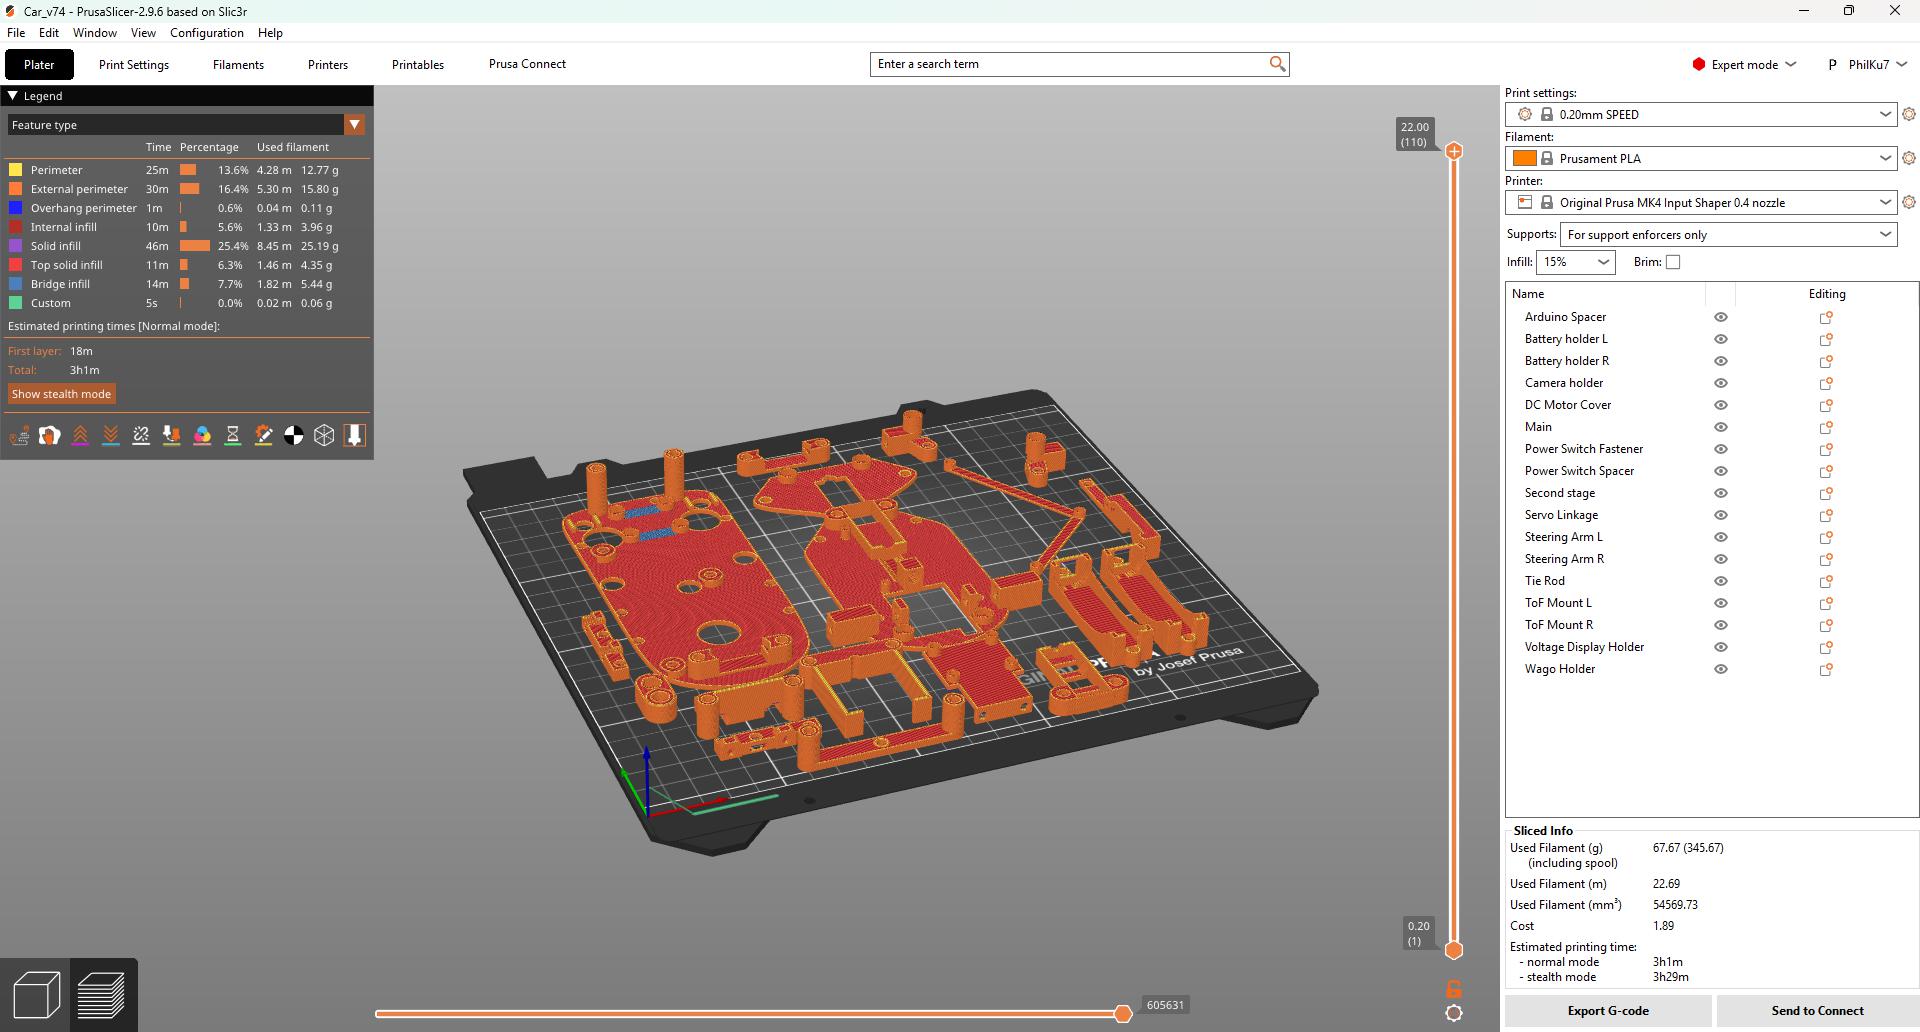 Car_v74 - PrusaSlicer-2.9.6 based on Slic3r
File Edit Window View Configuration Help
Plater Print Settings Filaments Printers Printables Prusa Connect
Enter a search term
Expert mode P PhilKu7
Legend
Feature type
Time Percentage Used filament
Perimeter 25m 13.6% 4.28 m 12.77 g
External perimeter 30m 16.4% 5.30 m 15.80 g
Overhang perimeter 1m 0.6% 0.04 m 0.11 g
Internal infill 10m 5.6% 1.33 m 3.96 g
Solid infill 46m 25.4% 8.45 m 25.19 g
Top solid infill 11m 6.3% 1.46 m 4.35 g
Bridge infill 14m 7.7% 1.82 m 5.44 g
Custom 5s 0.0% 0.02 m 0.06 g
Estimated printing times [Normal mode]:
First layer: 18m
Total: 3h1m
Show stealth mode
22.00
(110)
by Josef Prusa
0.20
(1)
605631
Print settings:
0.20mm SPEED
Filament:
Prusament PLA
Printer:
Original Prusa MK4 Input Shaper 0.4 nozzle
Supports: For support enforcers only
Infill: 15% Brim:
Name Editing
Arduino Spacer
Battery holder L
Battery holder R
Camera holder
DC Motor Cover
Main
Power Switch Fastener
Power Switch Spacer
Second stage
Servo Linkage
Steering Arm L
Steering Arm R
Tie Rod
ToF Mount L
ToF Mount R
Voltage Display Holder
Wago Holder
Sliced Info
Used Filament (g) 67.67 (345.67)
(including spool)
Used Filament (m) 22.69
Used Filament (mm³) 54569.73
Cost 1.89
Estimated printing time:
- normal mode 3h1m
- stealth mode 3h29m
Export G-code Send to Connect